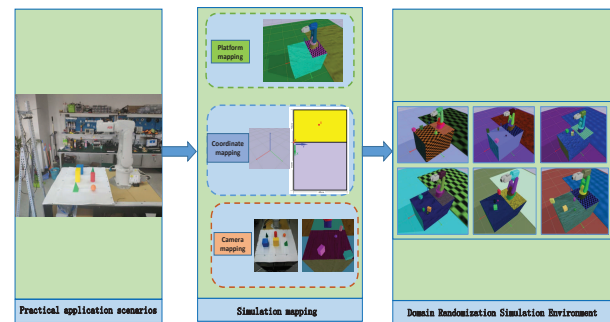 Platform
mapping
Coordinate
mapping
Camera
mapping
Practical application scenarios
Simulation mapping
Domain Randomization Simulation Environment